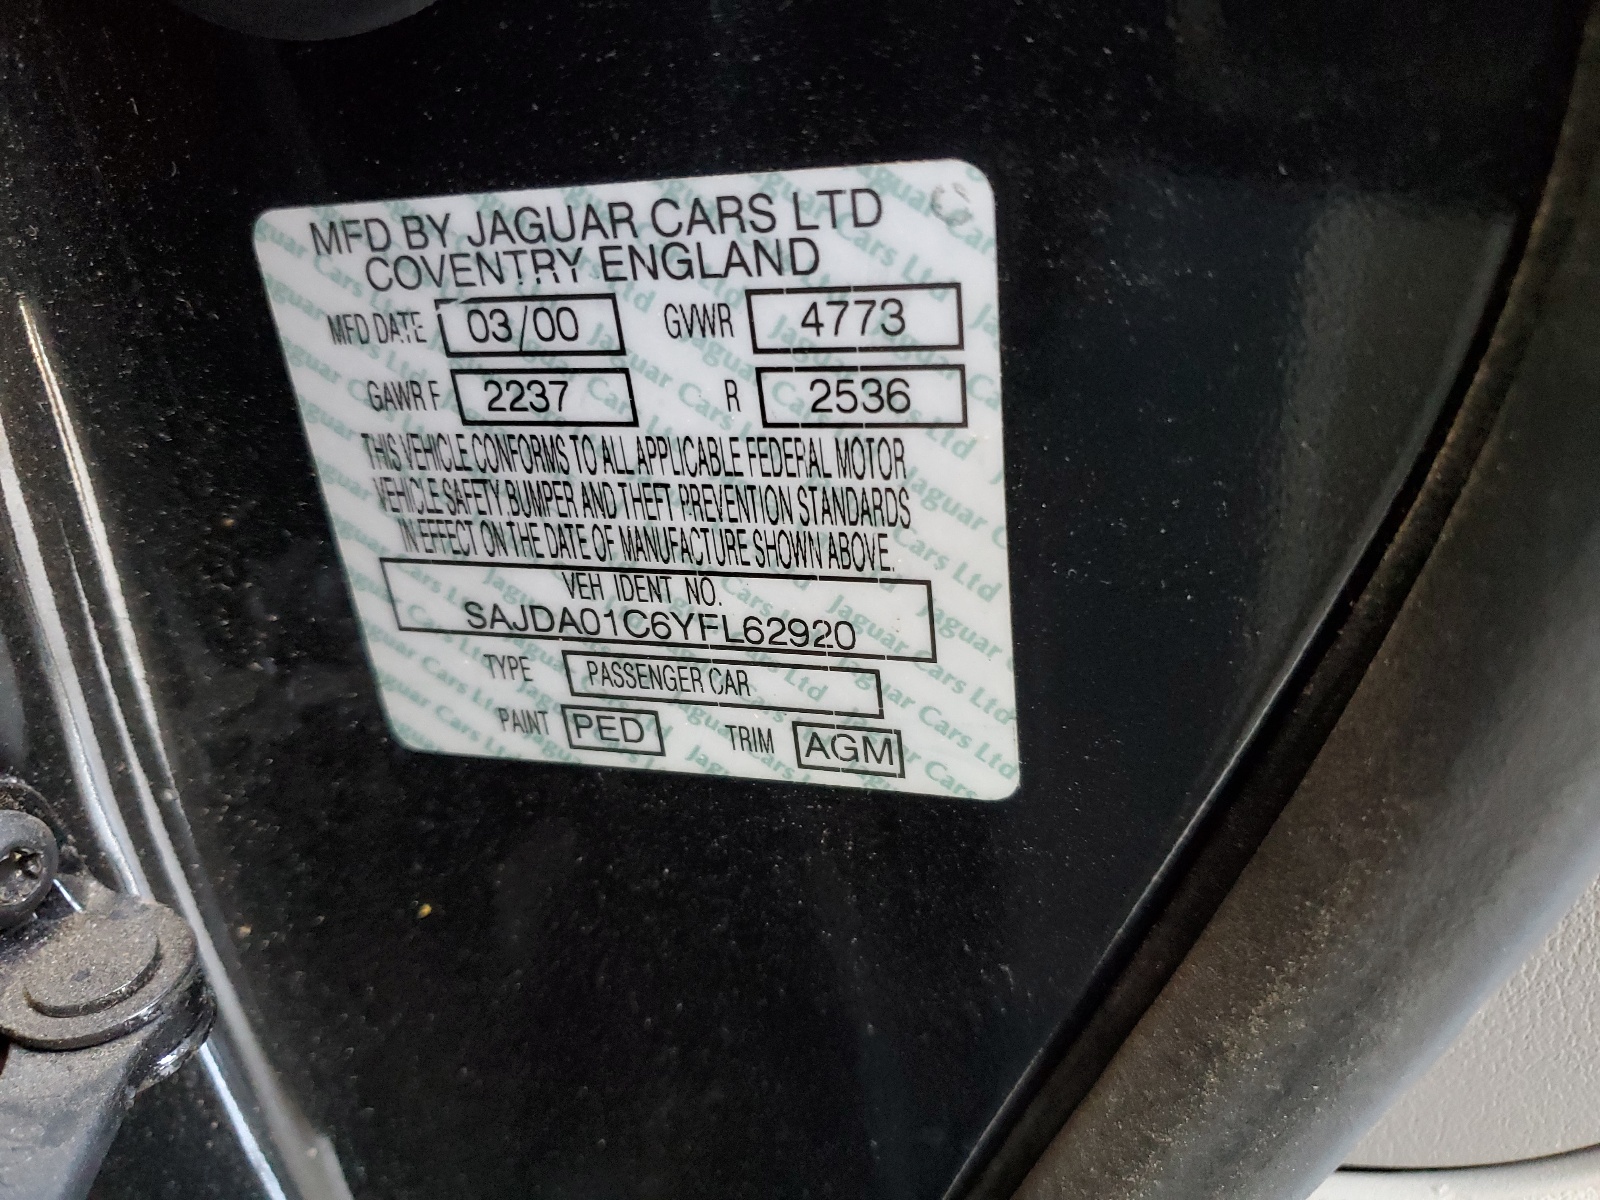 MFD BY JAGUAR CARS LTD
COVENTRY ENGLAND
MFD DATE 03/00 GVWR 4773
GAWR F 2237 R 2536
THIS VEHICLE CONFORMS TO ALL APPLICABLE FEDERAL MOTOR
VEHICLE SAFETY, BUMPER AND THEFT PREVENTION STANDARDS
IN EFFECT ON THE DATE OF MANUFACTURE SHOWN ABOVE.
VEH IDENT NO.
SAJDA01C6YFL62920
TYPE PASSENGER CAR
PAINT PED TRIM AGM